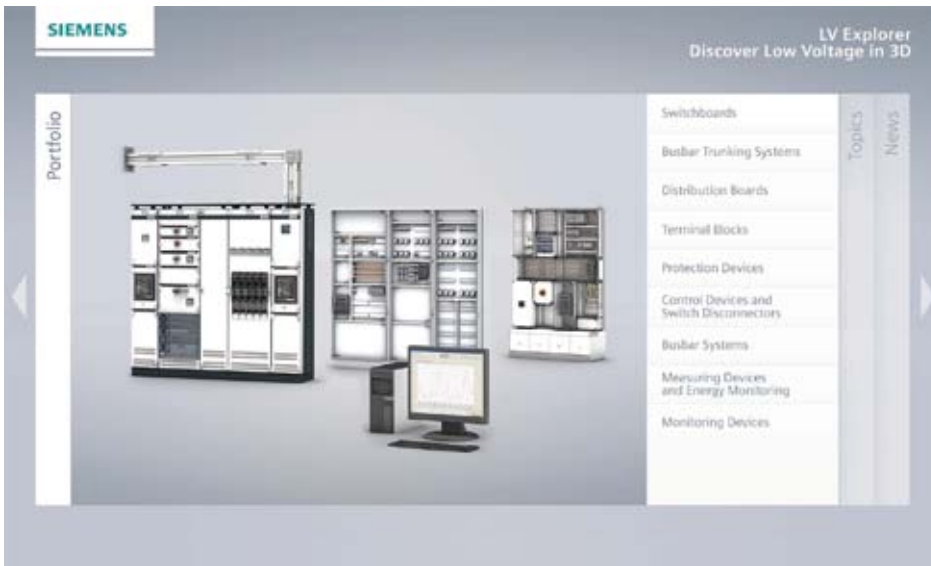 SIEMENS
LV Explorer
Discover Low Voltage in 3D
Portfolio
Switchboards
Busbar Trunking Systems
Distribution Boards
Terminal Blocks
Protection Devices
Control Devices and
Switch Disconnectors
Busbar Systems
Measuring Devices
and Energy Monitoring
Monitoring Devices
Topics
News